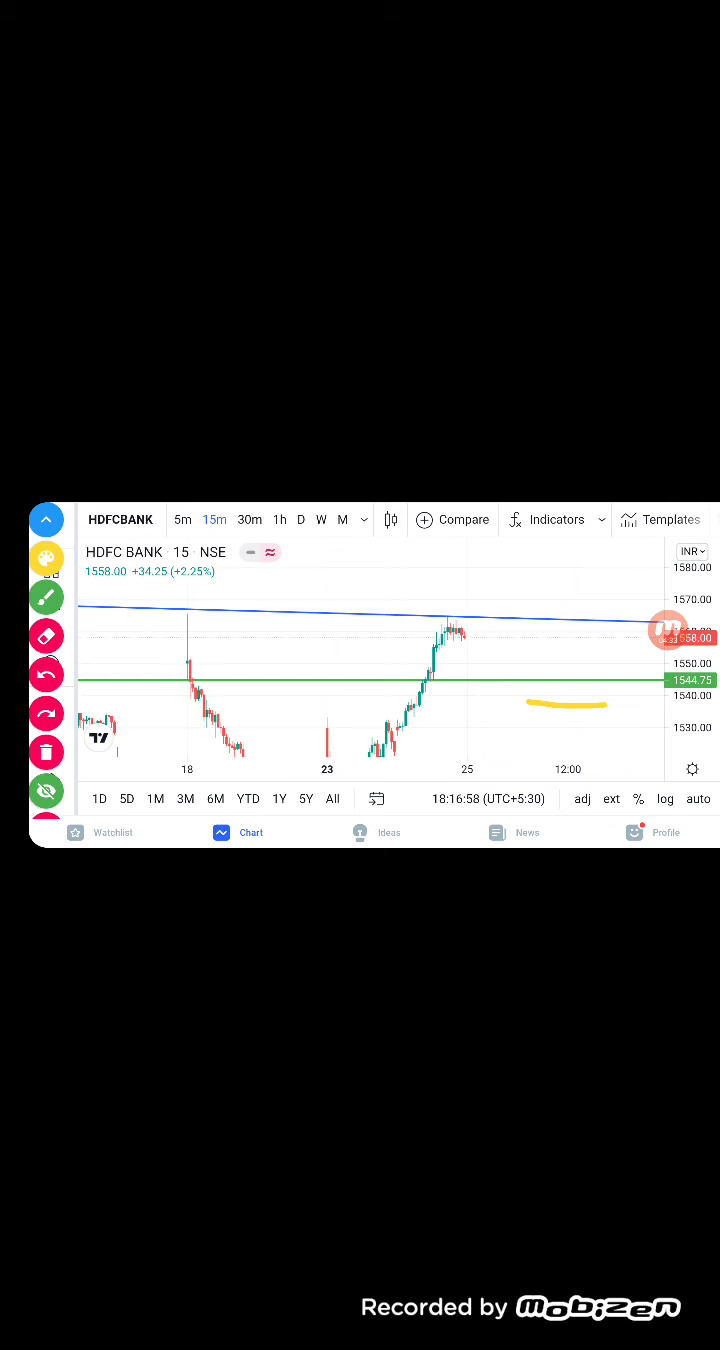 HDFCBANK 5m 15m 30m 1h D W M Compare Indicators Templates
HDFC BANK · 15 · NSE INR
1558.00 +34.25 (+2.25%)
1580.00
1570.00
04:33
558.00
1550.00
1544.75
1540.00
1530.00
18 23 25 12:00
1D 5D 1M 3M 6M YTD 1Y 5Y All 18:16:58 (UTC+5:30) adj ext % log auto
Watchlist Chart Ideas News Profile
Recorded by Mobizen